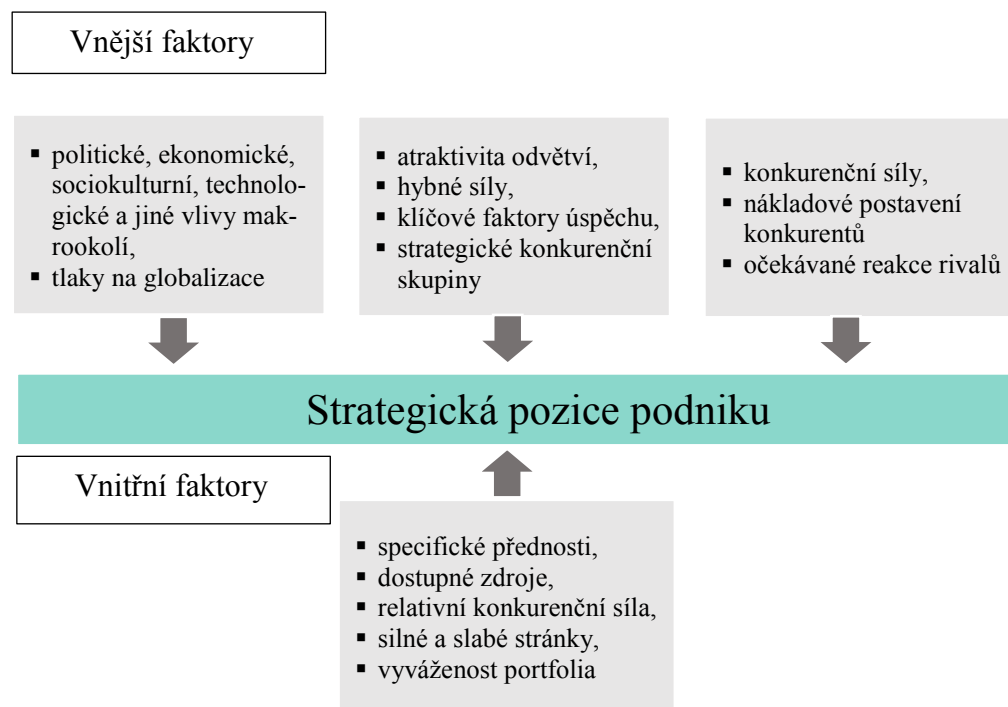 Vnější faktory
▪ politické, ekonomické,
sociokulturní, technolo-
gické a jiné vlivy mak-
rookolí,
▪ tlaky na globalizace
▪ atraktivita odvětví,
▪ hybné síly,
▪ klíčové faktory úspěchu,
▪ strategické konkurenční
skupiny
▪ konkurenční síly,
▪ nákladové postavení
konkurentů
▪ očekávané reakce rivalů
Strategická pozice podniku
Vnitřní faktory
▪ specifické přednosti,
▪ dostupné zdroje,
▪ relativní konkurenční síla,
▪ silné a slabé stránky,
▪ vyváženost portfolia